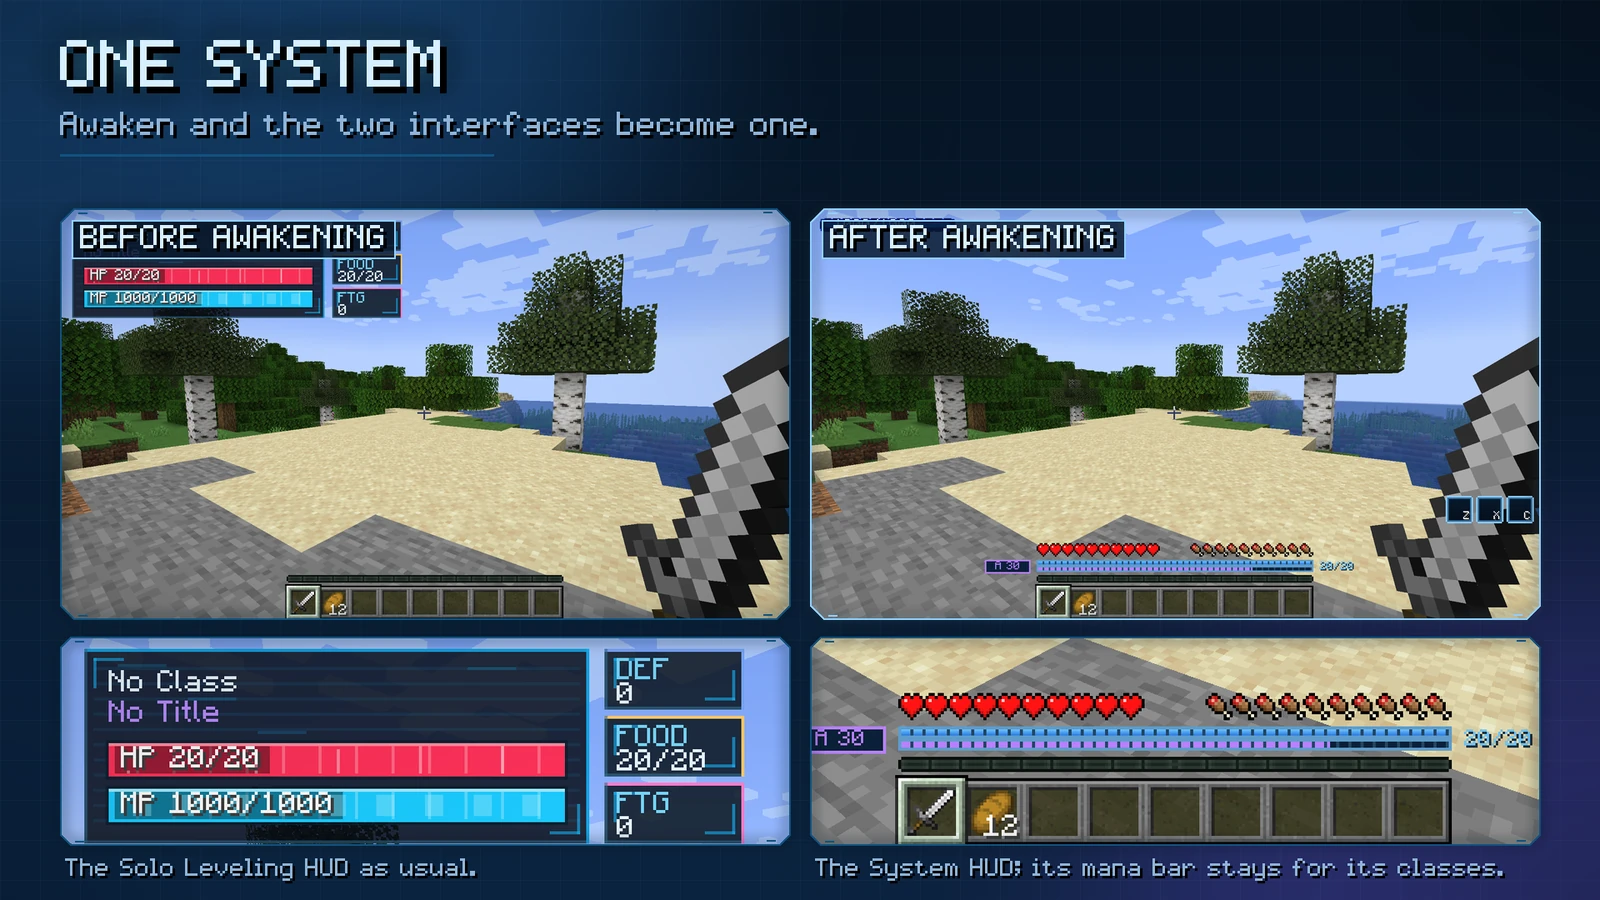 ONE SYSTEM
Awaken and the two interfaces become one.
BEFORE AWAKENING
HP 20/20
MP 1000/1000
FOOD
20/20
FTG
0
12
AFTER AWAKENING
Z X C
A 30
20/20
12
No Class
No Title
HP 20/20
MP 1000/1000
DEF
0
FOOD
20/20
FTG
0
A 30
20/20
12
The Solo Leveling HUD as usual.
The System HUD; its mana bar stays for its classes.